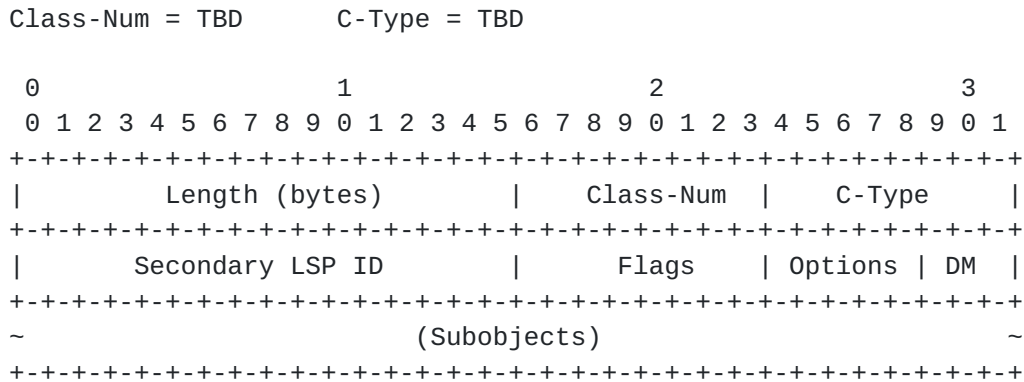 Class-Num = TBD      C-Type = TBD
 0                   1                   2                   3
 0 1 2 3 4 5 6 7 8 9 0 1 2 3 4 5 6 7 8 9 0 1 2 3 4 5 6 7 8 9 0 1
+-+-+-+-+-+-+-+-+-+-+-+-+-+-+-+-+-+-+-+-+-+-+-+-+-+-+-+-+-+-+-+-+
|         Length (bytes)        |    Class-Num  |    C-Type     |
+-+-+-+-+-+-+-+-+-+-+-+-+-+-+-+-+-+-+-+-+-+-+-+-+-+-+-+-+-+-+-+-+
|       Secondary LSP ID        |      Flags    | Options | DM  |
+-+-+-+-+-+-+-+-+-+-+-+-+-+-+-+-+-+-+-+-+-+-+-+-+-+-+-+-+-+-+-+-+
~                         (Subobjects)                          ~
+-+-+-+-+-+-+-+-+-+-+-+-+-+-+-+-+-+-+-+-+-+-+-+-+-+-+-+-+-+-+-+-+